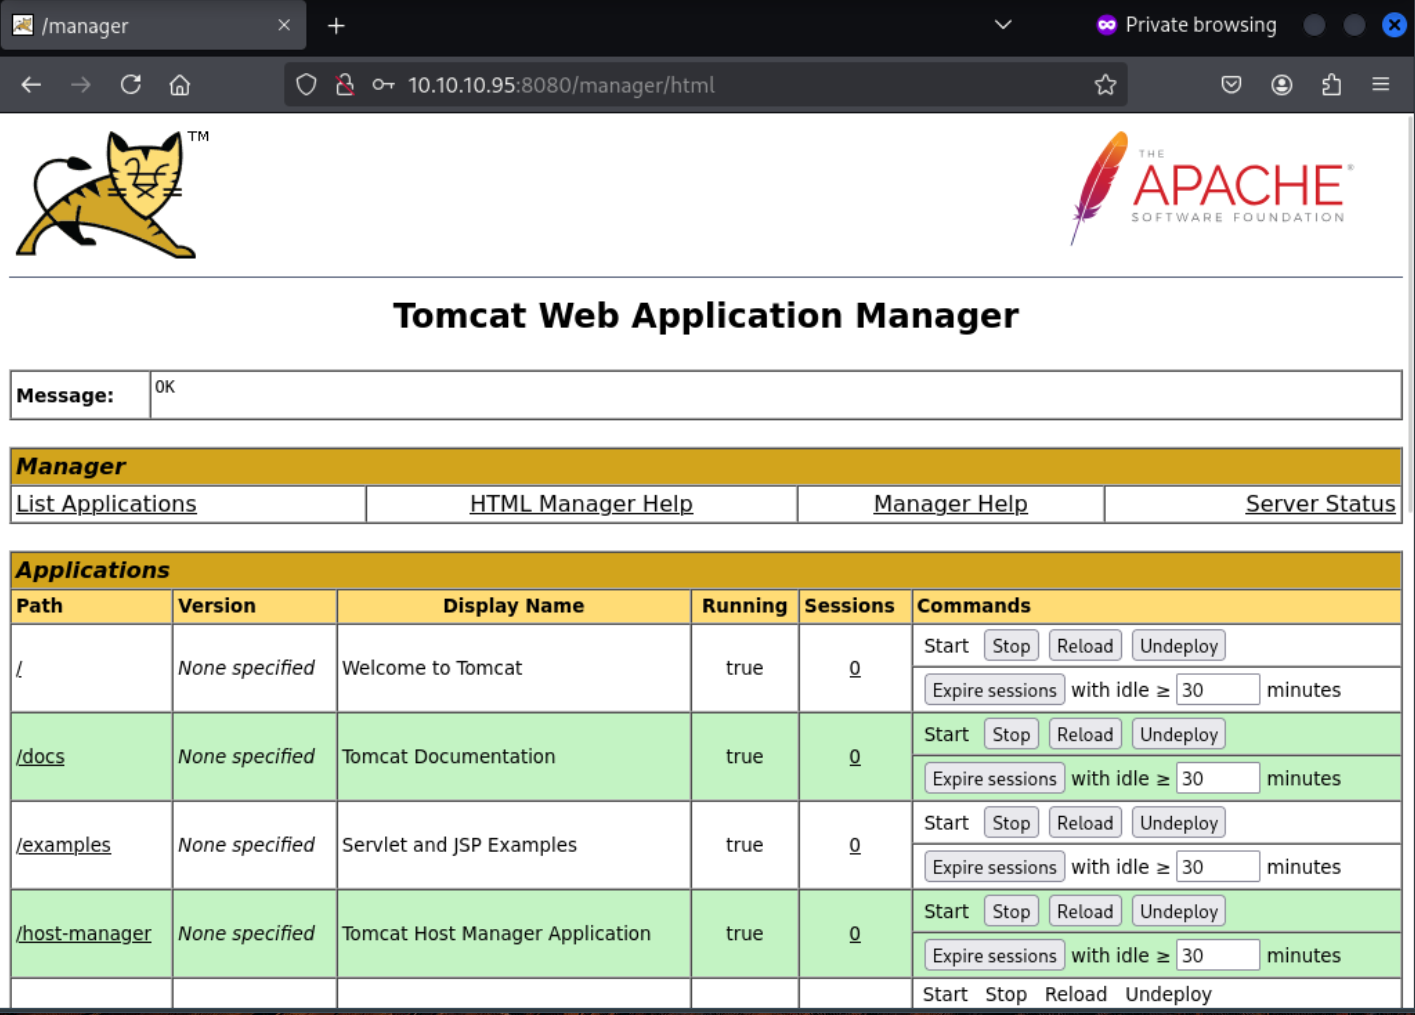 /manager
Private browsing
10.10.10.95:8080/manager/html
TM
THE
APACHE®
SOFTWARE FOUNDATION
Tomcat Web Application Manager
Message: OK
Manager
List Applications HTML Manager Help Manager Help Server Status
Applications
Path Version Display Name Running Sessions Commands
/ None specified Welcome to Tomcat true 0 Start Stop Reload Undeploy
Expire sessions with idle ≥ 30 minutes
/docs None specified Tomcat Documentation true 0 Start Stop Reload Undeploy
Expire sessions with idle ≥ 30 minutes
/examples None specified Servlet and JSP Examples true 0 Start Stop Reload Undeploy
Expire sessions with idle ≥ 30 minutes
/host-manager None specified Tomcat Host Manager Application true 0 Start Stop Reload Undeploy
Expire sessions with idle ≥ 30 minutes
Start Stop Reload Undeploy